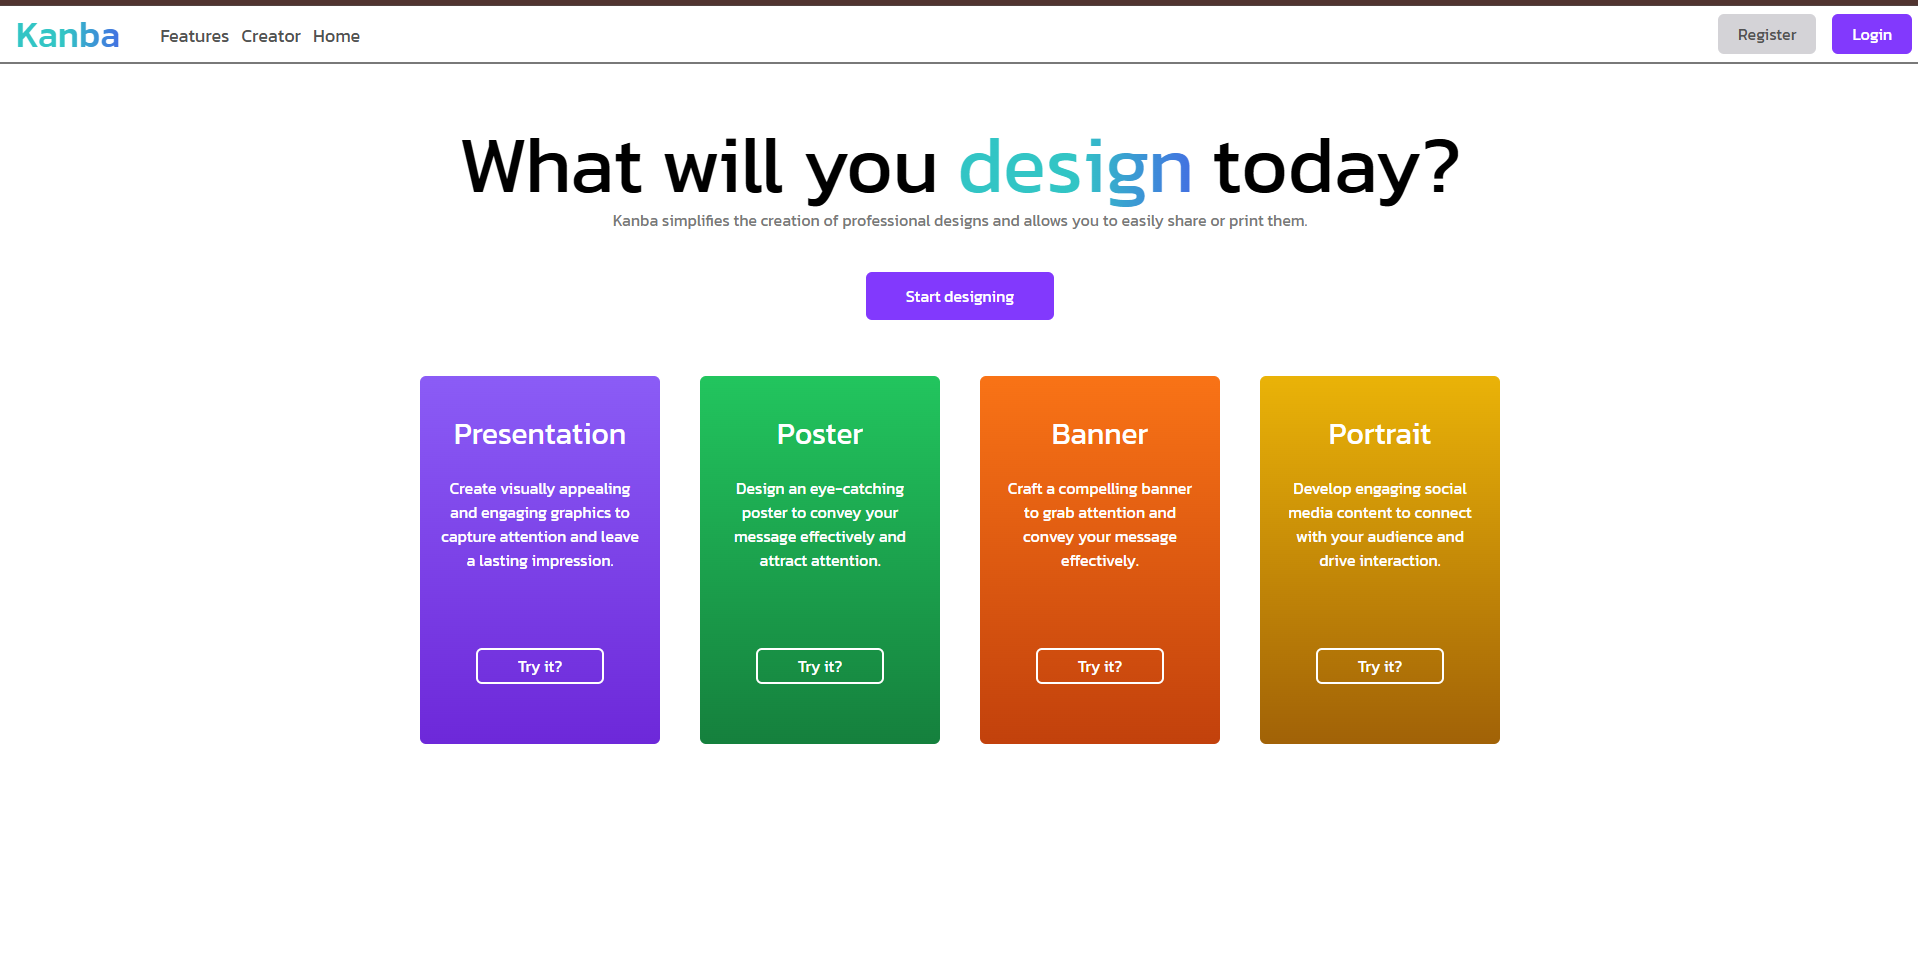 Kanba
Features Creator Home
Register
Login
What will you design today?
Kanba simplifies the creation of professional designs and allows you to easily share or print them.
Start designing
Presentation
Create visually appealing
and engaging graphics to
capture attention and leave
a lasting impression.
Try it?
Poster
Design an eye-catching
poster to convey your
message effectively and
attract attention.
Try it?
Banner
Craft a compelling banner
to grab attention and
convey your message
effectively.
Try it?
Portrait
Develop engaging social
media content to connect
with your audience and
drive interaction.
Try it?